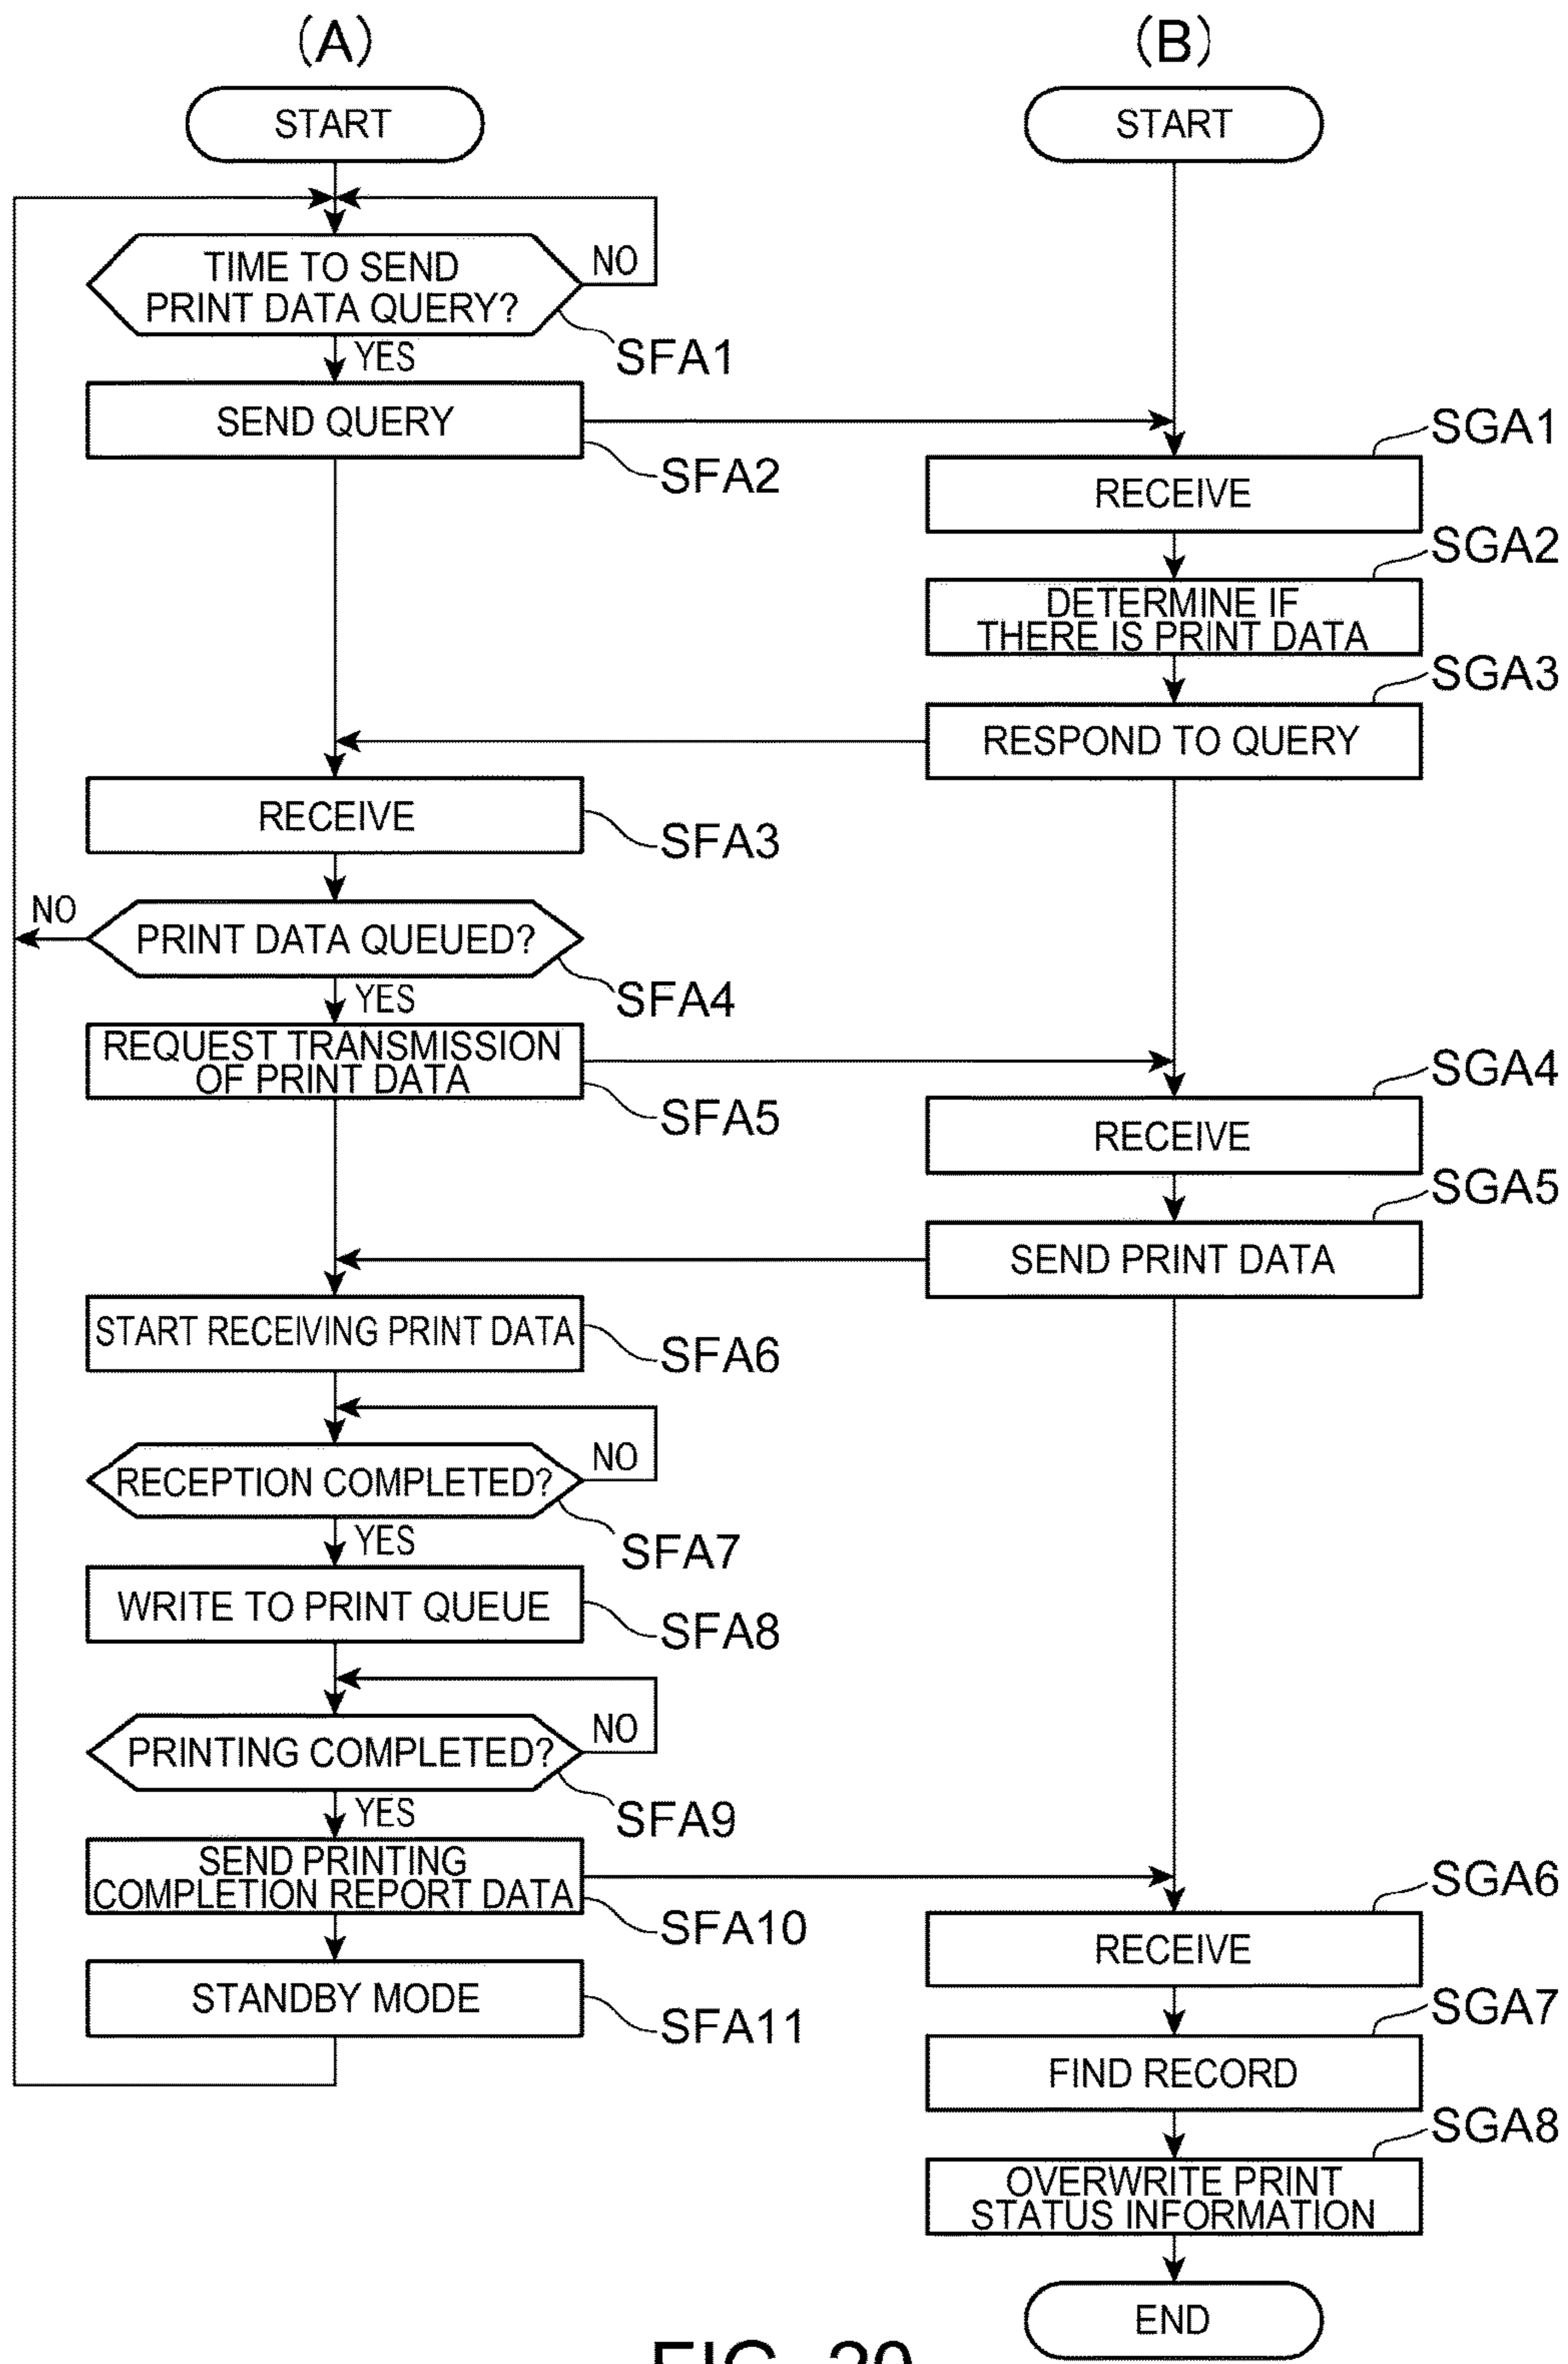 (A)
START
TIME TO SEND
PRINT DATA QUERY?
NO
SFA1
YES
SEND QUERY
SFA2
RECEIVE
SFA3
PRINT DATA QUEUED?
NO
SFA4
YES
REQUEST TRANSMISSION
OF PRINT DATA
SFA5
START RECEIVING PRINT DATA
SFA6
RECEPTION COMPLETED?
NO
SFA7
YES
WRITE TO PRINT QUEUE
SFA8
PRINTING COMPLETED?
NO
SFA9
YES
SEND PRINTING
COMPLETION REPORT DATA
SFA10
STANDBY MODE
SFA11
(B)
START
SGA1
RECEIVE
SGA2
DETERMINE IF
THERE IS PRINT DATA
SGA3
RESPOND TO QUERY
SGA4
RECEIVE
SGA5
SEND PRINT DATA
SGA6
RECEIVE
SGA7
FIND RECORD
SGA8
OVERWRITE PRINT
STATUS INFORMATION
END
FIG. 20